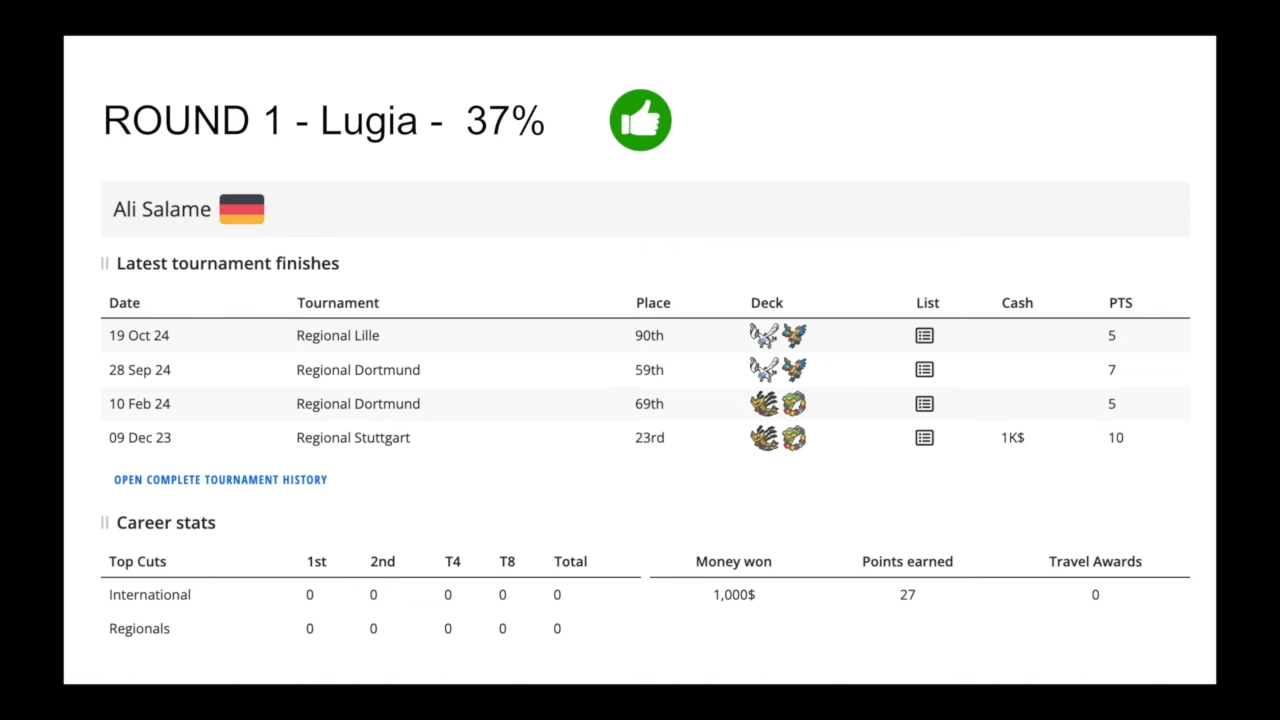 ROUND 1 - Lugia - 37%
Ali Salame
Latest tournament finishes
Date Tournament Place Deck List Cash PTS
19 Oct 24 Regional Lille 90th 5
28 Sep 24 Regional Dortmund 59th 7
10 Feb 24 Regional Dortmund 69th 5
09 Dec 23 Regional Stuttgart 23rd 1K$ 10
OPEN COMPLETE TOURNAMENT HISTORY
Career stats
Top Cuts 1st 2nd T4 T8 Total Money won Points earned Travel Awards
International 0 0 0 0 0 1,000$ 27 0
Regionals 0 0 0 0 0